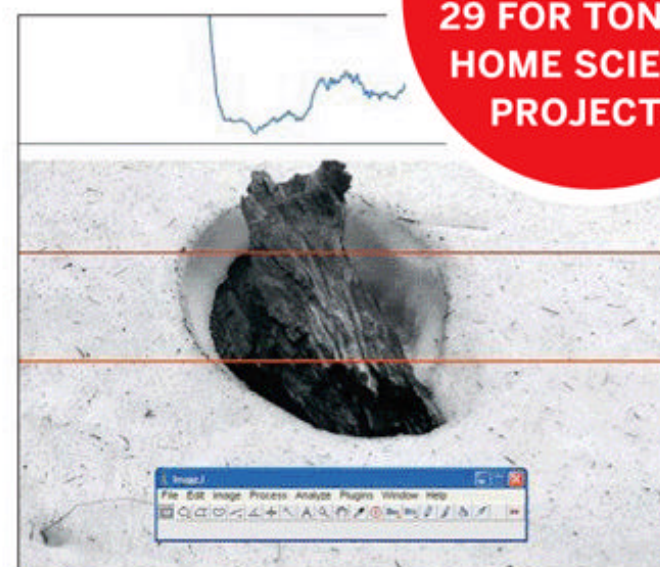 29 FOR TON
HOME SCIE
PROJECT
ImageJ
File Edit Image Process Analyze Plugins Window Help